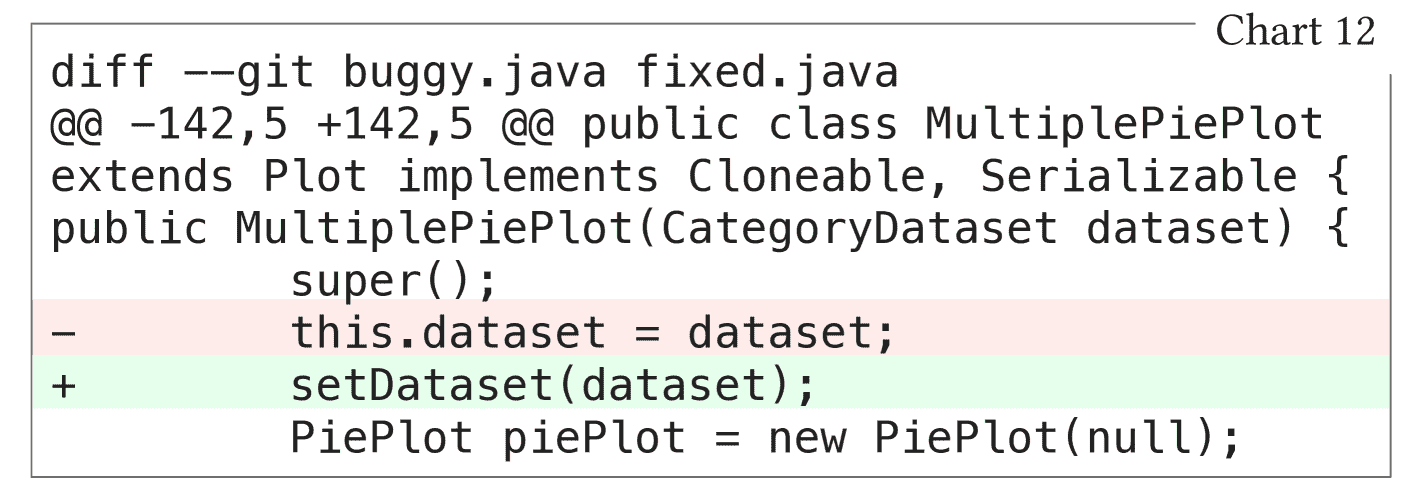 Chart 12
diff --git buggy.java fixed.java
@@ -142,5 +142,5 @@ public class MultiplePiePlot
extends Plot implements Cloneable, Serializable {
public MultiplePiePlot(CategoryDataset dataset) {
        super();
-       this.dataset = dataset;
+       setDataset(dataset);
        PiePlot piePlot = new PiePlot(null);